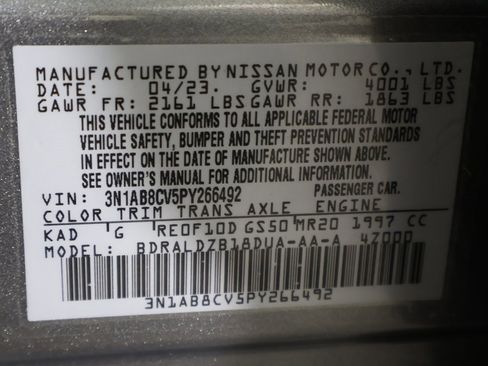 MANUFACTURED BY NISSAN MOTOR CO., LTD.
DATE: 04/23. GVWR: 4001 LBS
GAWR FR: 2161 LBS GAWR RR: 1863 LBS
THIS VEHICLE CONFORMS TO ALL APPLICABLE FEDERAL MOTOR
VEHICLE SAFETY, BUMPER AND THEFT PREVENTION STANDARDS
IN EFFECT ON THE DATE OF MANUFACTURE SHOWN ABOVE.
SEE OWNER'S MANUAL FOR ADDITIONAL INFORMATION
VIN: 3N1AB8CV5PY266492 PASSENGER CAR.
COLOR TRIM TRANS AXLE ENGINE
KAD G RE0F10D GS50 MR20 1997 CC
MODEL: BDRALDZB18DUA-AA-A 4Z000
3N1AB8CV5PY266492